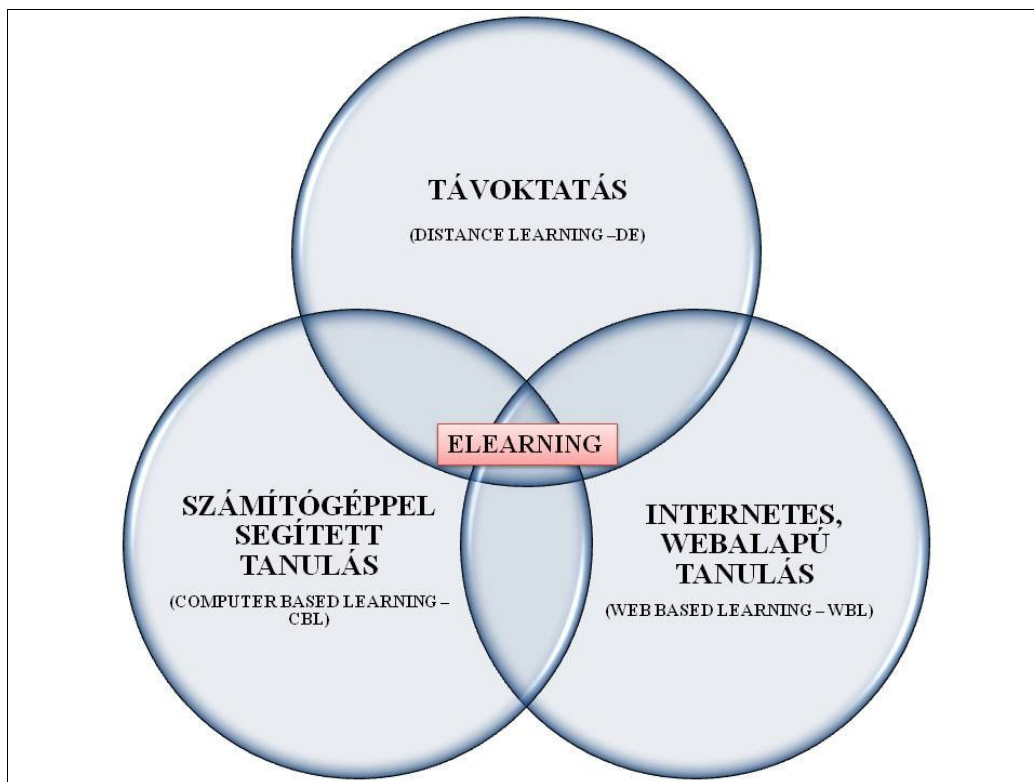 TÁVOKTATÁS
(DISTANCE LEARNING –DE)
ELEARNING
SZÁMÍTÓGÉPPEL
SEGÍTETT
TANULÁS
(COMPUTER BASED LEARNING –
CBL)
INTERNETES,
WEBALAPÚ
TANULÁS
(WEB BASED LEARNING – WBL)